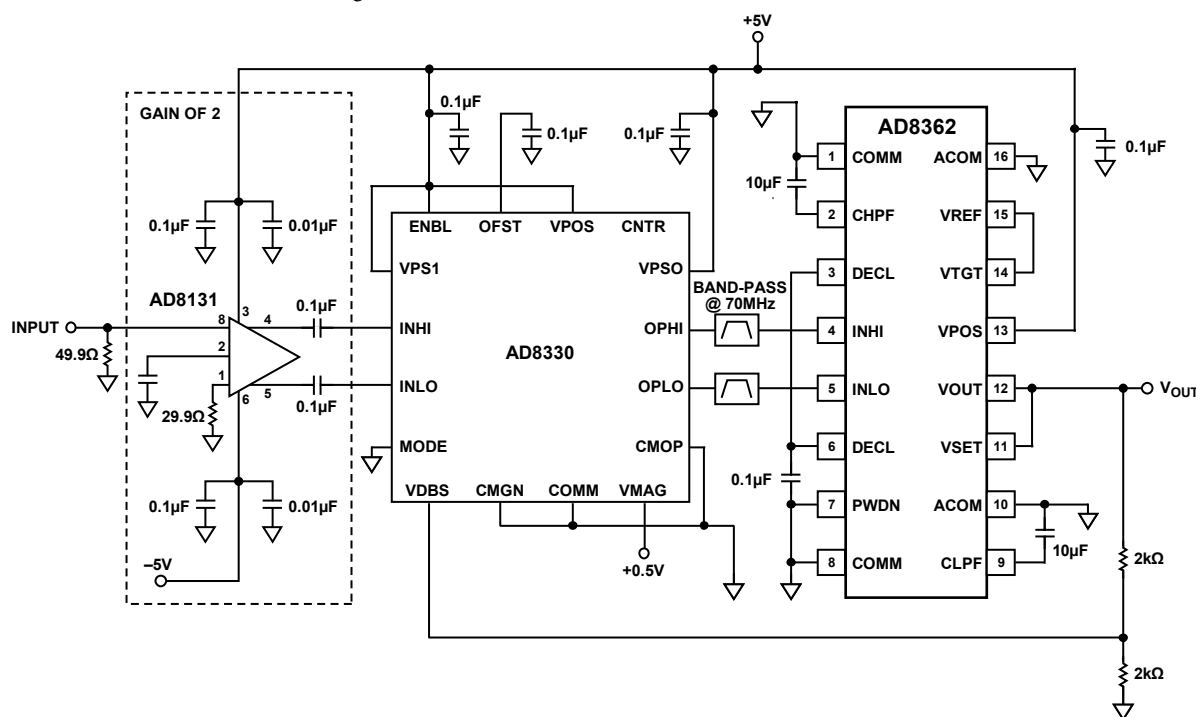 g
+5V
GAIN OF 2
0.1µF
0.1µF
0.1µF
0.1µF
0.1µF
0.01µF
AD8131
INPUT
49.9Ω
8
2
1
3
4
5
6
29.9Ω
0.1µF
0.1µF
0.1µF
0.01µF
–5V
ENBL OFST VPOS CNTR
VPS1 VPSO
INHI OPHI
AD8330
INLO OPLO
MODE CMOP
VDBS CMGN COMM VMAG
+0.5V
BAND-PASS
@ 70MHz
10µF
0.1µF
AD8362
1 COMM ACOM 16
2 CHPF VREF 15
3 DECL VTGT 14
4 INHI VPOS 13
5 INLO VOUT 12
6 DECL VSET 11
7 PWDN ACOM 10
8 COMM CLPF 9
10µF
VOUT
2kΩ
2kΩ